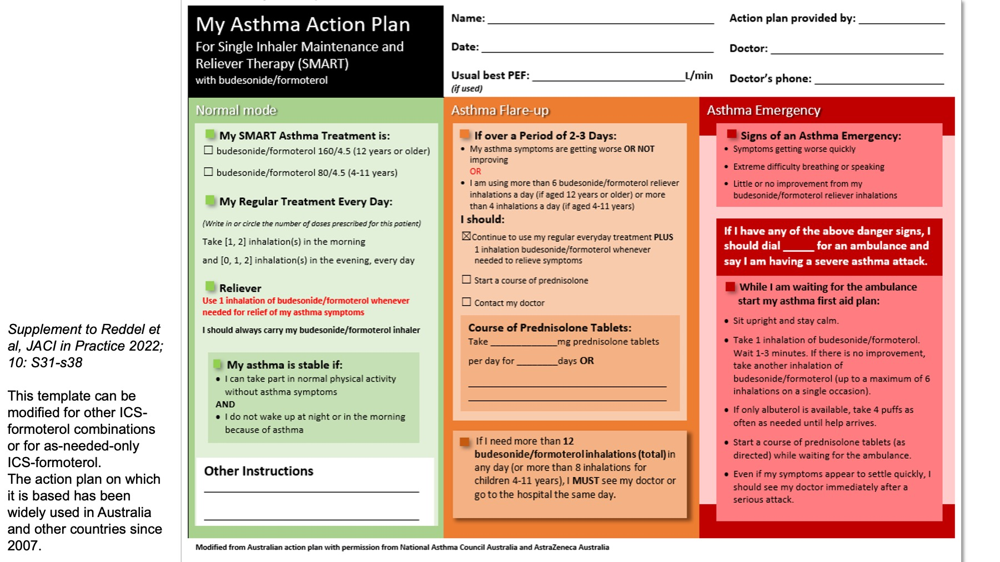 My Asthma Action Plan
For Single Inhaler Maintenance and
Reliever Therapy (SMART)
with budesonide/formoterol
Name:
Date:
Usual best PEF: L/min
(if used)
Action plan provided by:
Doctor:
Doctor's phone:
Normal mode
My SMART Asthma Treatment is:
☐ budesonide/formoterol 160/4.5 (12 years or older)
☐ budesonide/formoterol 80/4.5 (4-11 years)
My Regular Treatment Every Day:
(Write in or circle the number of doses prescribed for this patient)
Take [1, 2] inhalation(s) in the morning
and [0, 1, 2] inhalation(s) in the evening, every day
Reliever
Use 1 inhalation of budesonide/formoterol whenever
needed for relief of my asthma symptoms
I should always carry my budesonide/formoterol inhaler
My asthma is stable if:
• I can take part in normal physical activity
without asthma symptoms
AND
• I do not wake up at night or in the morning
because of asthma
Other Instructions
Asthma Flare-up
If over a Period of 2-3 Days:
• My asthma symptoms are getting worse OR NOT
improving
OR
• I am using more than 6 budesonide/formoterol reliever
inhalations a day (if aged 12 years or older) or more
than 4 inhalations a day (if aged 4-11 years)
I should:
☒Continue to use my regular everyday treatment PLUS
1 inhalation budesonide/formoterol whenever
needed to relieve symptoms
☐ Start a course of prednisolone
☐ Contact my doctor
Course of Prednisolone Tablets:
Take ____________mg prednisolone tablets
per day for ________days OR
If I need more than 12
budesonide/formoterol inhalations (total) in
any day (or more than 8 inhalations for
children 4-11 years), I MUST see my doctor or
go to the hospital the same day.
Asthma Emergency
Signs of an Asthma Emergency:
• Symptoms getting worse quickly
• Extreme difficulty breathing or speaking
• Little or no improvement from my
budesonide/formoterol reliever inhalations
If I have any of the above danger signs, I
should dial _____ for an ambulance and
say I am having a severe asthma attack.
While I am waiting for the ambulance
start my asthma first aid plan:
• Sit upright and stay calm.
• Take 1 inhalation of budesonide/formoterol.
Wait 1-3 minutes. If there is no improvement,
take another inhalation of
budesonide/formoterol (up to a maximum of 6
inhalations on a single occasion).
• If only albuterol is available, take 4 puffs as
often as needed until help arrives.
• Start a course of prednisolone tablets (as
directed) while waiting for the ambulance.
• Even if my symptoms appear to settle quickly, I
should see my doctor immediately after a
serious attack.
Modified from Australian action plan with permission from National Asthma Council Australia and AstraZeneca Australia
Supplement to Reddel et
al, JACI in Practice 2022;
10: S31-s38
This template can be
modified for other ICS-
formoterol combinations
or for as-needed-only
ICS-formoterol.
The action plan on which
it is based has been
widely used in Australia
and other countries since
2007.